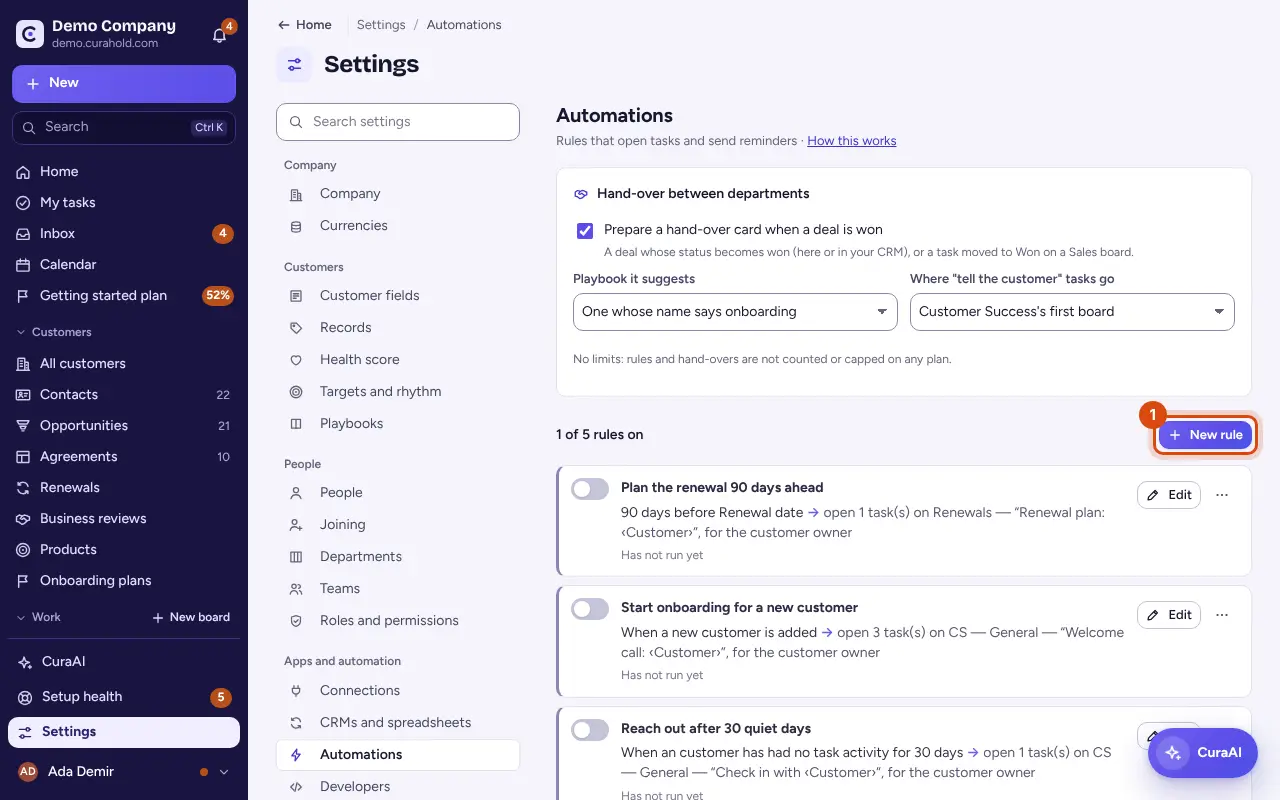 Demo Company
demo.curahold.com
4
New
Search
Ctrl K
Home
My tasks
Inbox
4
Calendar
Getting started plan
52%
Customers
All customers
Contacts
22
Opportunities
21
Agreements
10
Renewals
Business reviews
Products
Onboarding plans
Work
New board
CuraAI
Setup health
5
Settings
AD
Ada Demir
Home
Settings / Automations
Settings
Search settings
Company
Company
Currencies
Customers
Customer fields
Records
Health score
Targets and rhythm
Playbooks
People
People
Joining
Departments
Teams
Roles and permissions
Apps and automation
Connections
CRMs and spreadsheets
Automations
Developers
Automations
Rules that open tasks and send reminders · How this works
Hand-over between departments
Prepare a hand-over card when a deal is won
A deal whose status becomes won (here or in your CRM), or a task moved to Won on a Sales board.
Playbook it suggests
Where "tell the customer" tasks go
One whose name says onboarding
Customer Success's first board
No limits: rules and hand-overs are not counted or capped on any plan.
1 of 5 rules on
1
New rule
Plan the renewal 90 days ahead
90 days before Renewal date → open 1 task(s) on Renewals — “Renewal plan:
‹Customer›”, for the customer owner
Has not run yet
Edit
Start onboarding for a new customer
When a new customer is added → open 3 task(s) on CS — General — “Welcome
call: ‹Customer›”, for the customer owner
Has not run yet
Edit
Reach out after 30 quiet days
When an customer has had no task activity for 30 days → open 1 task(s) on CS
— General — “Check in with ‹Customer›”, for the customer owner
Has not run yet
CuraAI